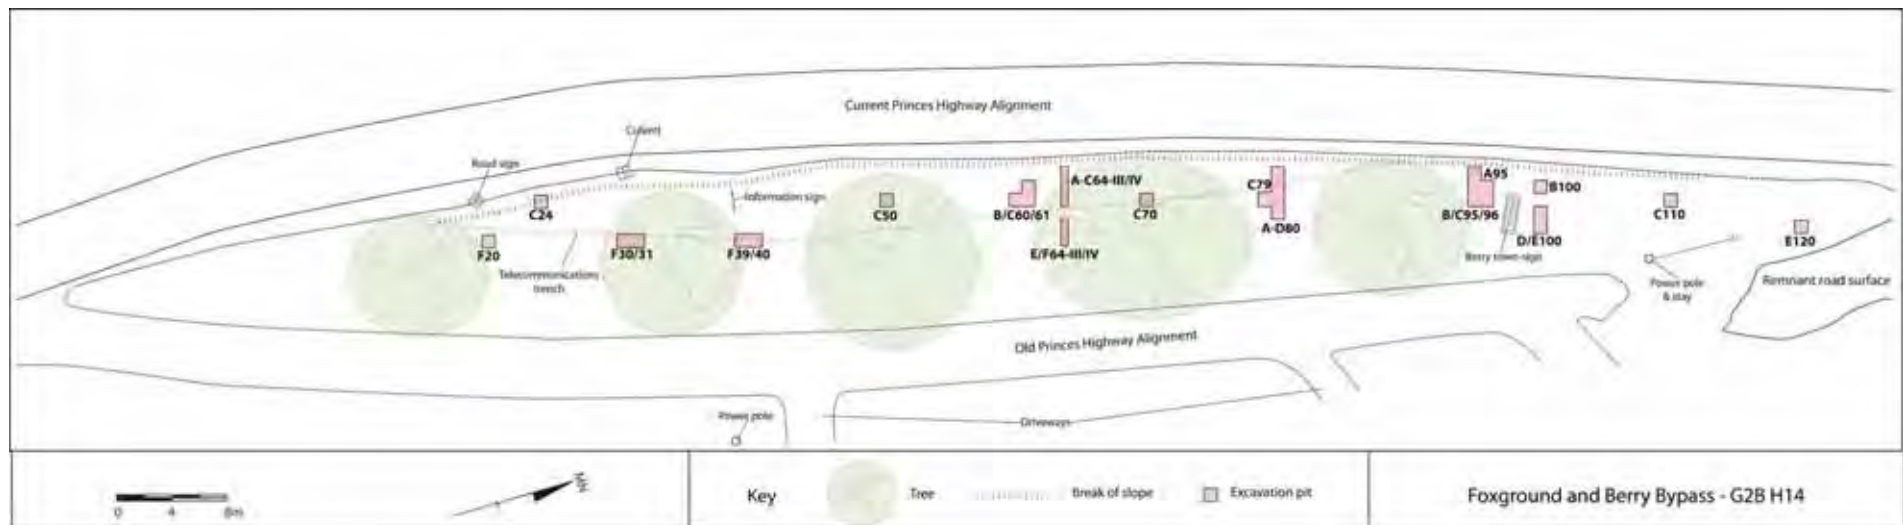 Current Princes Highway Alignment
Culvert
Road sign
A95
A-C64-III/IV
C79
B100
Information sign
C24
C50
B/C60/61
C70
B/C95/96
C110
A-D80
D/E100
E120
F20
F30/31
F39/40
E/F64-III/IV
Berry town sign
Telecommunications
trench
Power pole
& stay
Remnant road surface
Old Princes Highway Alignment
Power pole
Driveways
0 4 8m
Key
Tree
Break of slope
Excavation pit
Foxground and Berry Bypass - G2B H14